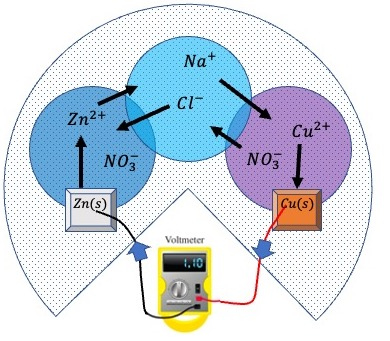 Na⁺
Zn²⁺
Cl⁻
Cu²⁺
NO₃⁻
NO₃⁻
Zn(s)
Cu(s)
Voltmeter
1.10